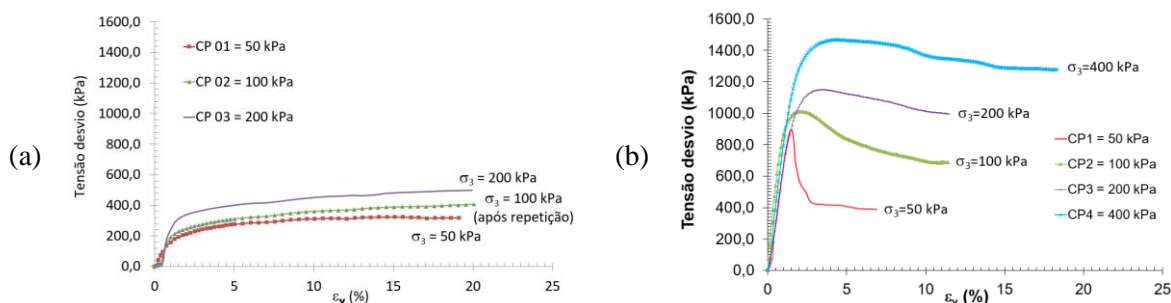 (a)
Tensão desvio (kPa)
1600,0
1400,0
1200,0
1000,0
800,0
600,0
400,0
200,0
0,0
CP 01 = 50 kPa
CP 02 = 100 kPa
CP 03 = 200 kPa
σ3 = 200 kPa
σ3 = 100 kPa
(após repetição)
σ3 = 50 kPa
0 5 10 15 20 25
εv (%)
(b)
Tensão desvio (kPa)
1600,0
1400,0
1200,0
1000,0
800,0
600,0
400,0
200,0
0,0
σ3=400 kPa
σ3=200 kPa
σ3=100 kPa
σ3=50 kPa
CP1 = 50 kPa
CP2 = 100 kPa
CP3 = 200 kPa
CP4 = 400 kPa
0 5 10 15 20 25
εv (%)